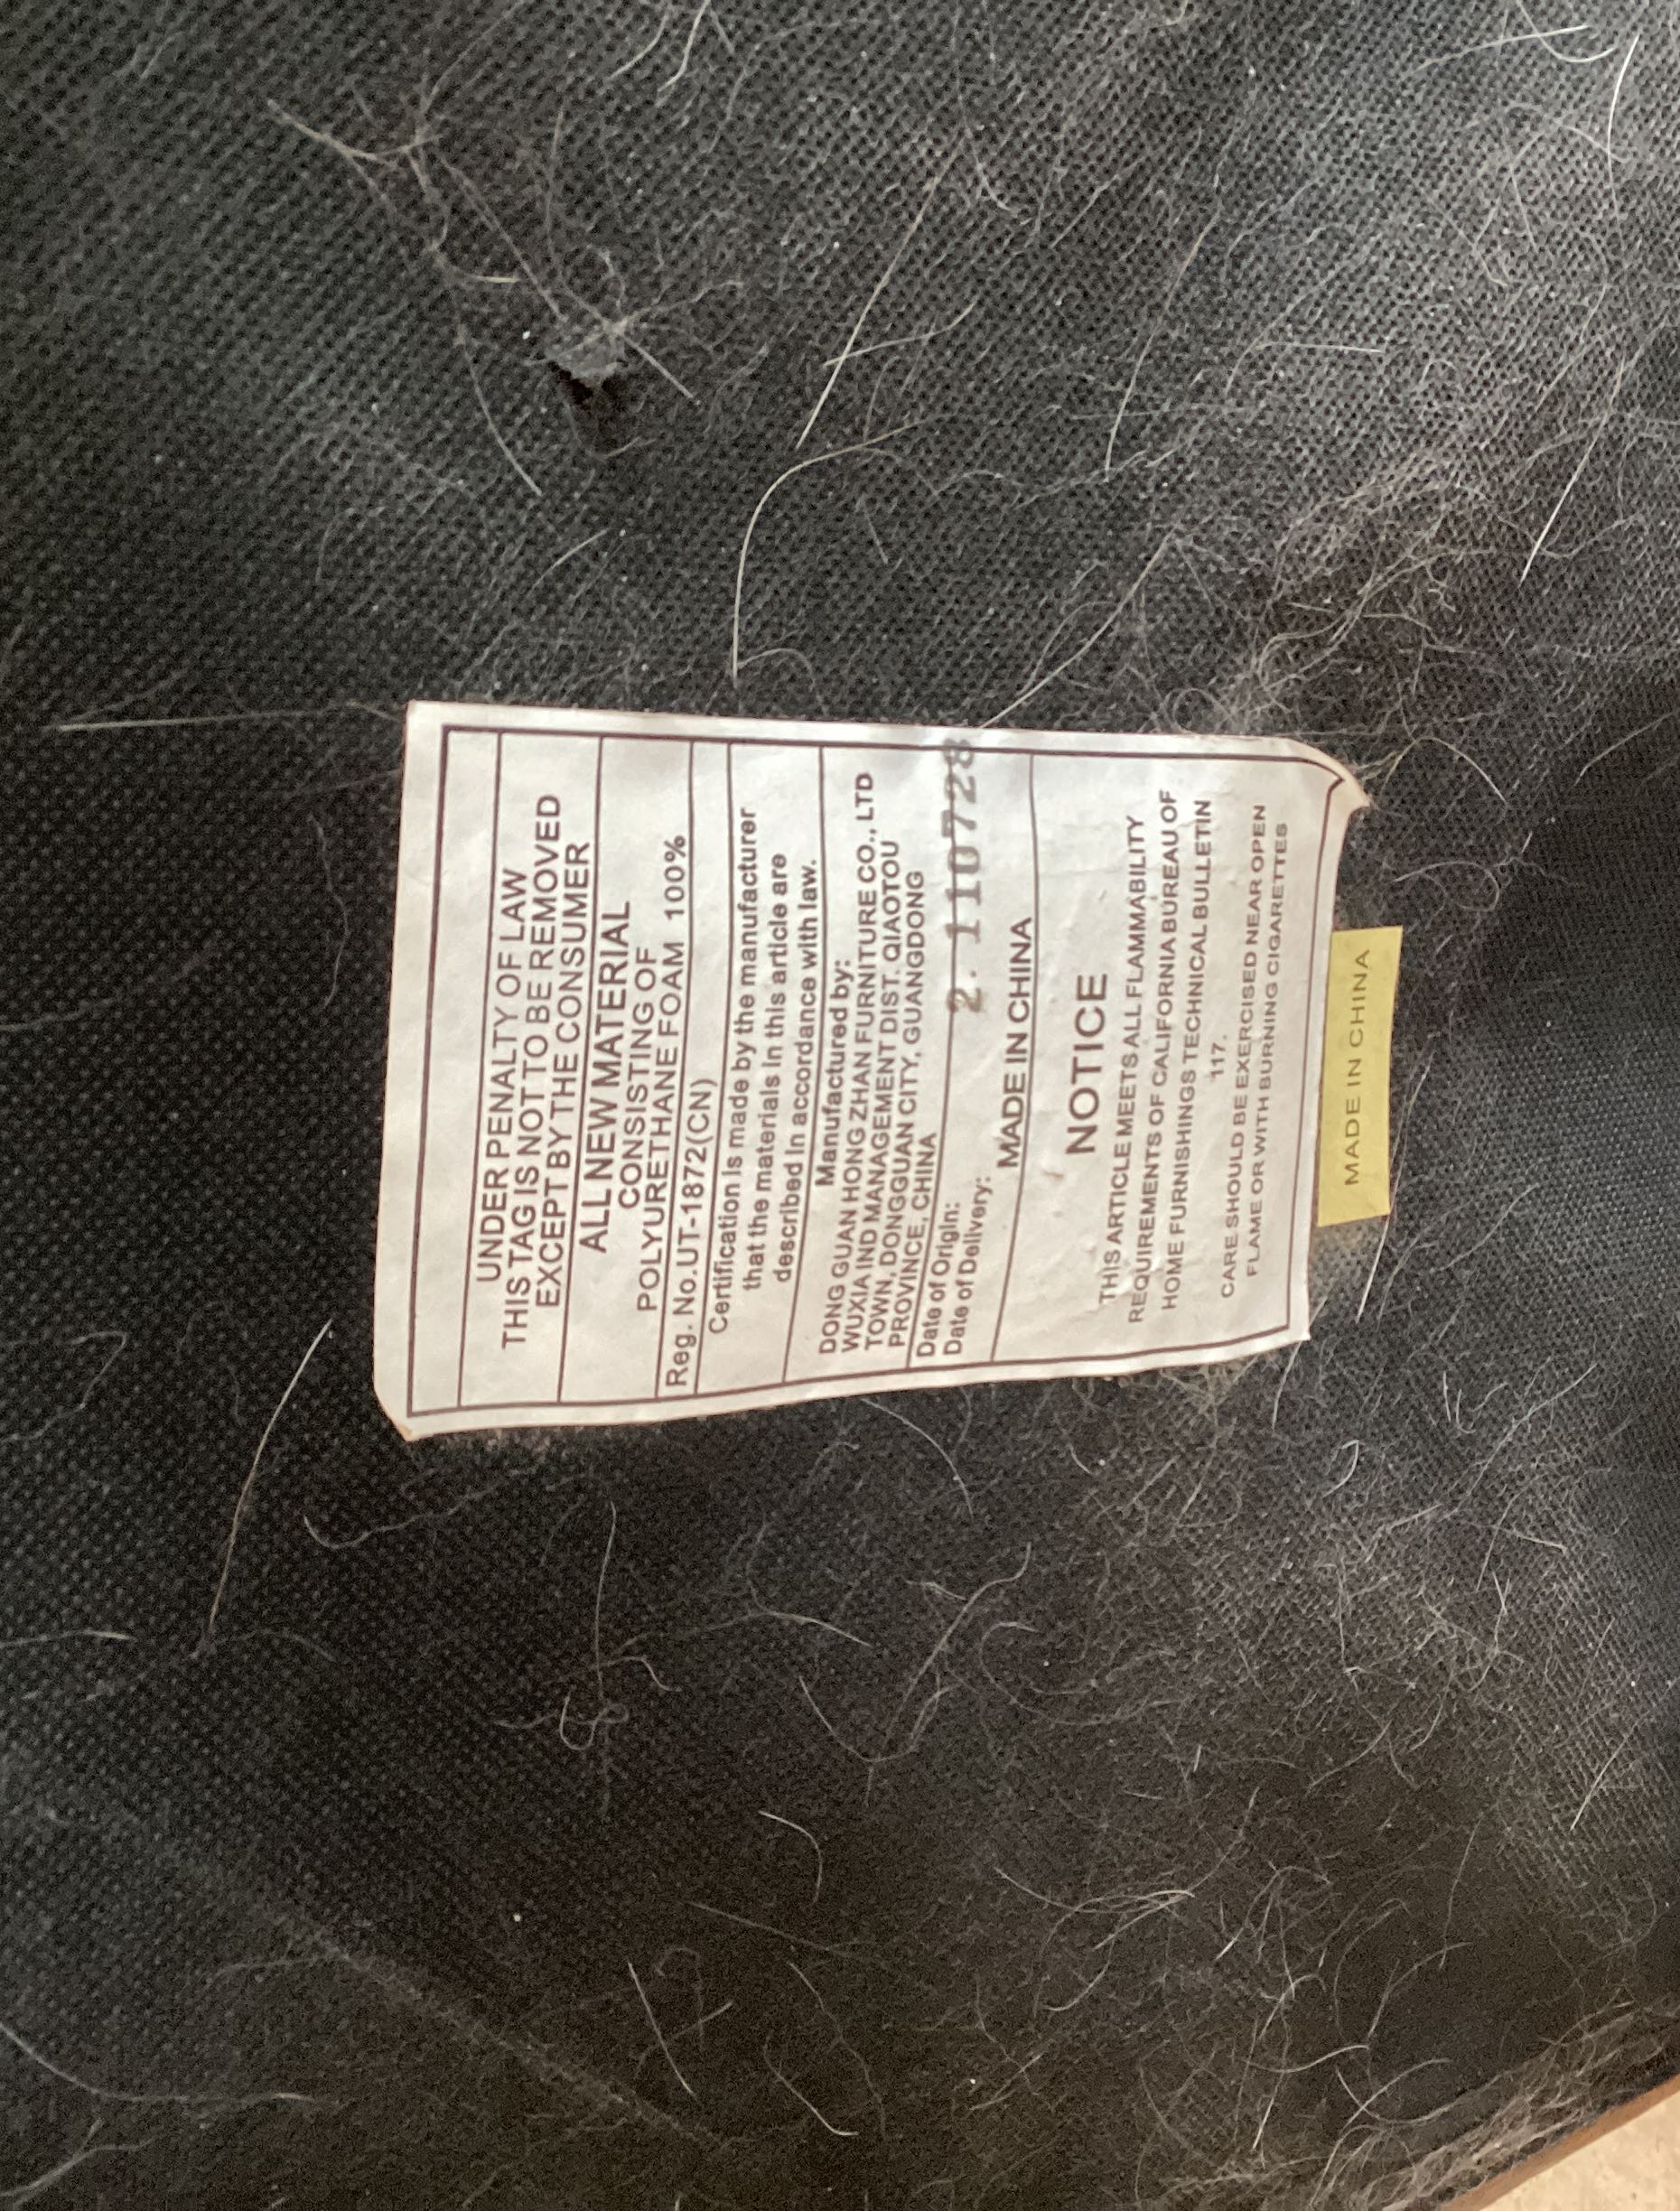 UNDER PENALTY OF LAW
THIS TAG IS NOT TO BE REMOVED
EXCEPT BY THE CONSUMER
ALL NEW MATERIAL
CONSISTING OF
POLYURETHANE FOAM 100%
Reg. No. UT-1872(CN)
Certification is made by the manufacturer
that the materials in this article are
described in accordance with law.
Manufactured by:
DONG GUAN HONG ZHAN FURNITURE CO., LTD
WUXIA IND MANAGEMENT DIST. QIAOTOU
TOWN, DONGGUAN CITY, GUANGDONG
PROVINCE, CHINA
Date of Origin:
Date of Delivery:
2. 110728
MADE IN CHINA
NOTICE
THIS ARTICLE MEETS ALL FLAMMABILITY
REQUIREMENTS OF CALIFORNIA BUREAU OF
HOME FURNISHINGS TECHNICAL BULLETIN
117.
CARE SHOULD BE EXERCISED NEAR OPEN
FLAME OR WITH BURNING CIGARETTES
MADE IN CHINA